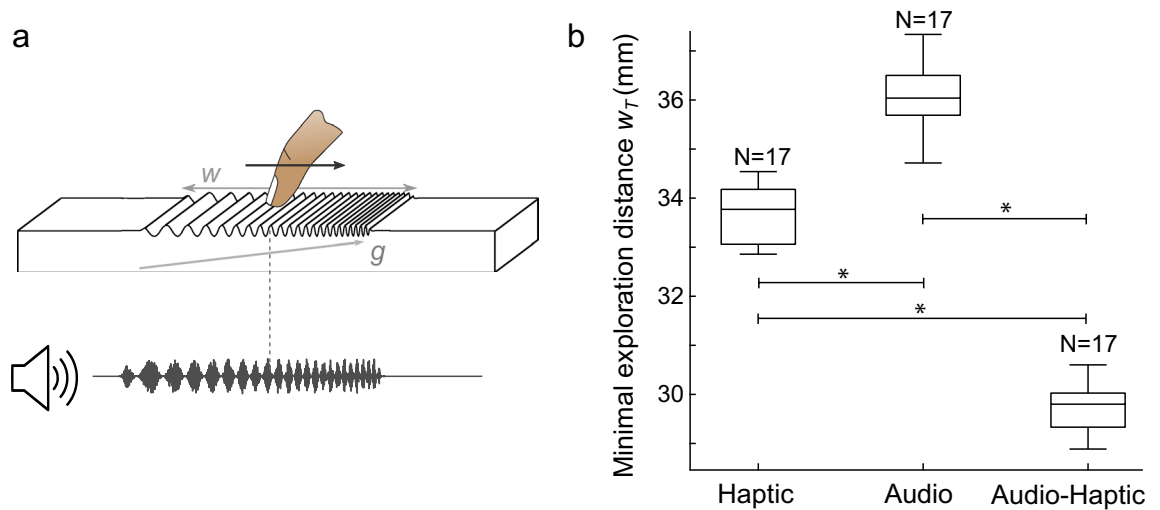 a
w
g
b
Minimal exploration distance w_T (mm)
36
34
32
30
N=17
N=17
N=17
*
*
*
Haptic
Audio
Audio-Haptic